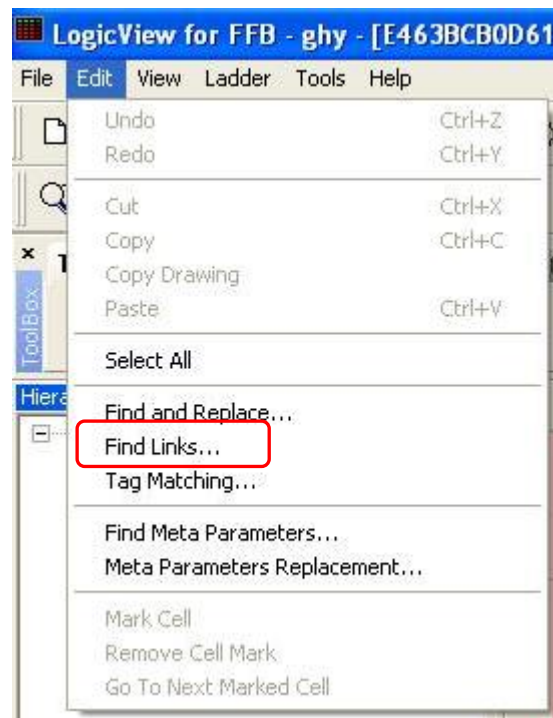 LogicView for FFB - ghy - [E463BCB0D61
File Edit View Ladder Tools Help
Undo Ctrl+Z
Redo Ctrl+Y
Cut Ctrl+X
Copy Ctrl+C
Copy Drawing
Paste Ctrl+V
ToolBox
Select All
Hiera
Find and Replace...
Find Links...
Tag Matching...
Find Meta Parameters...
Meta Parameters Replacement...
Mark Cell
Remove Cell Mark
Go To Next Marked Cell